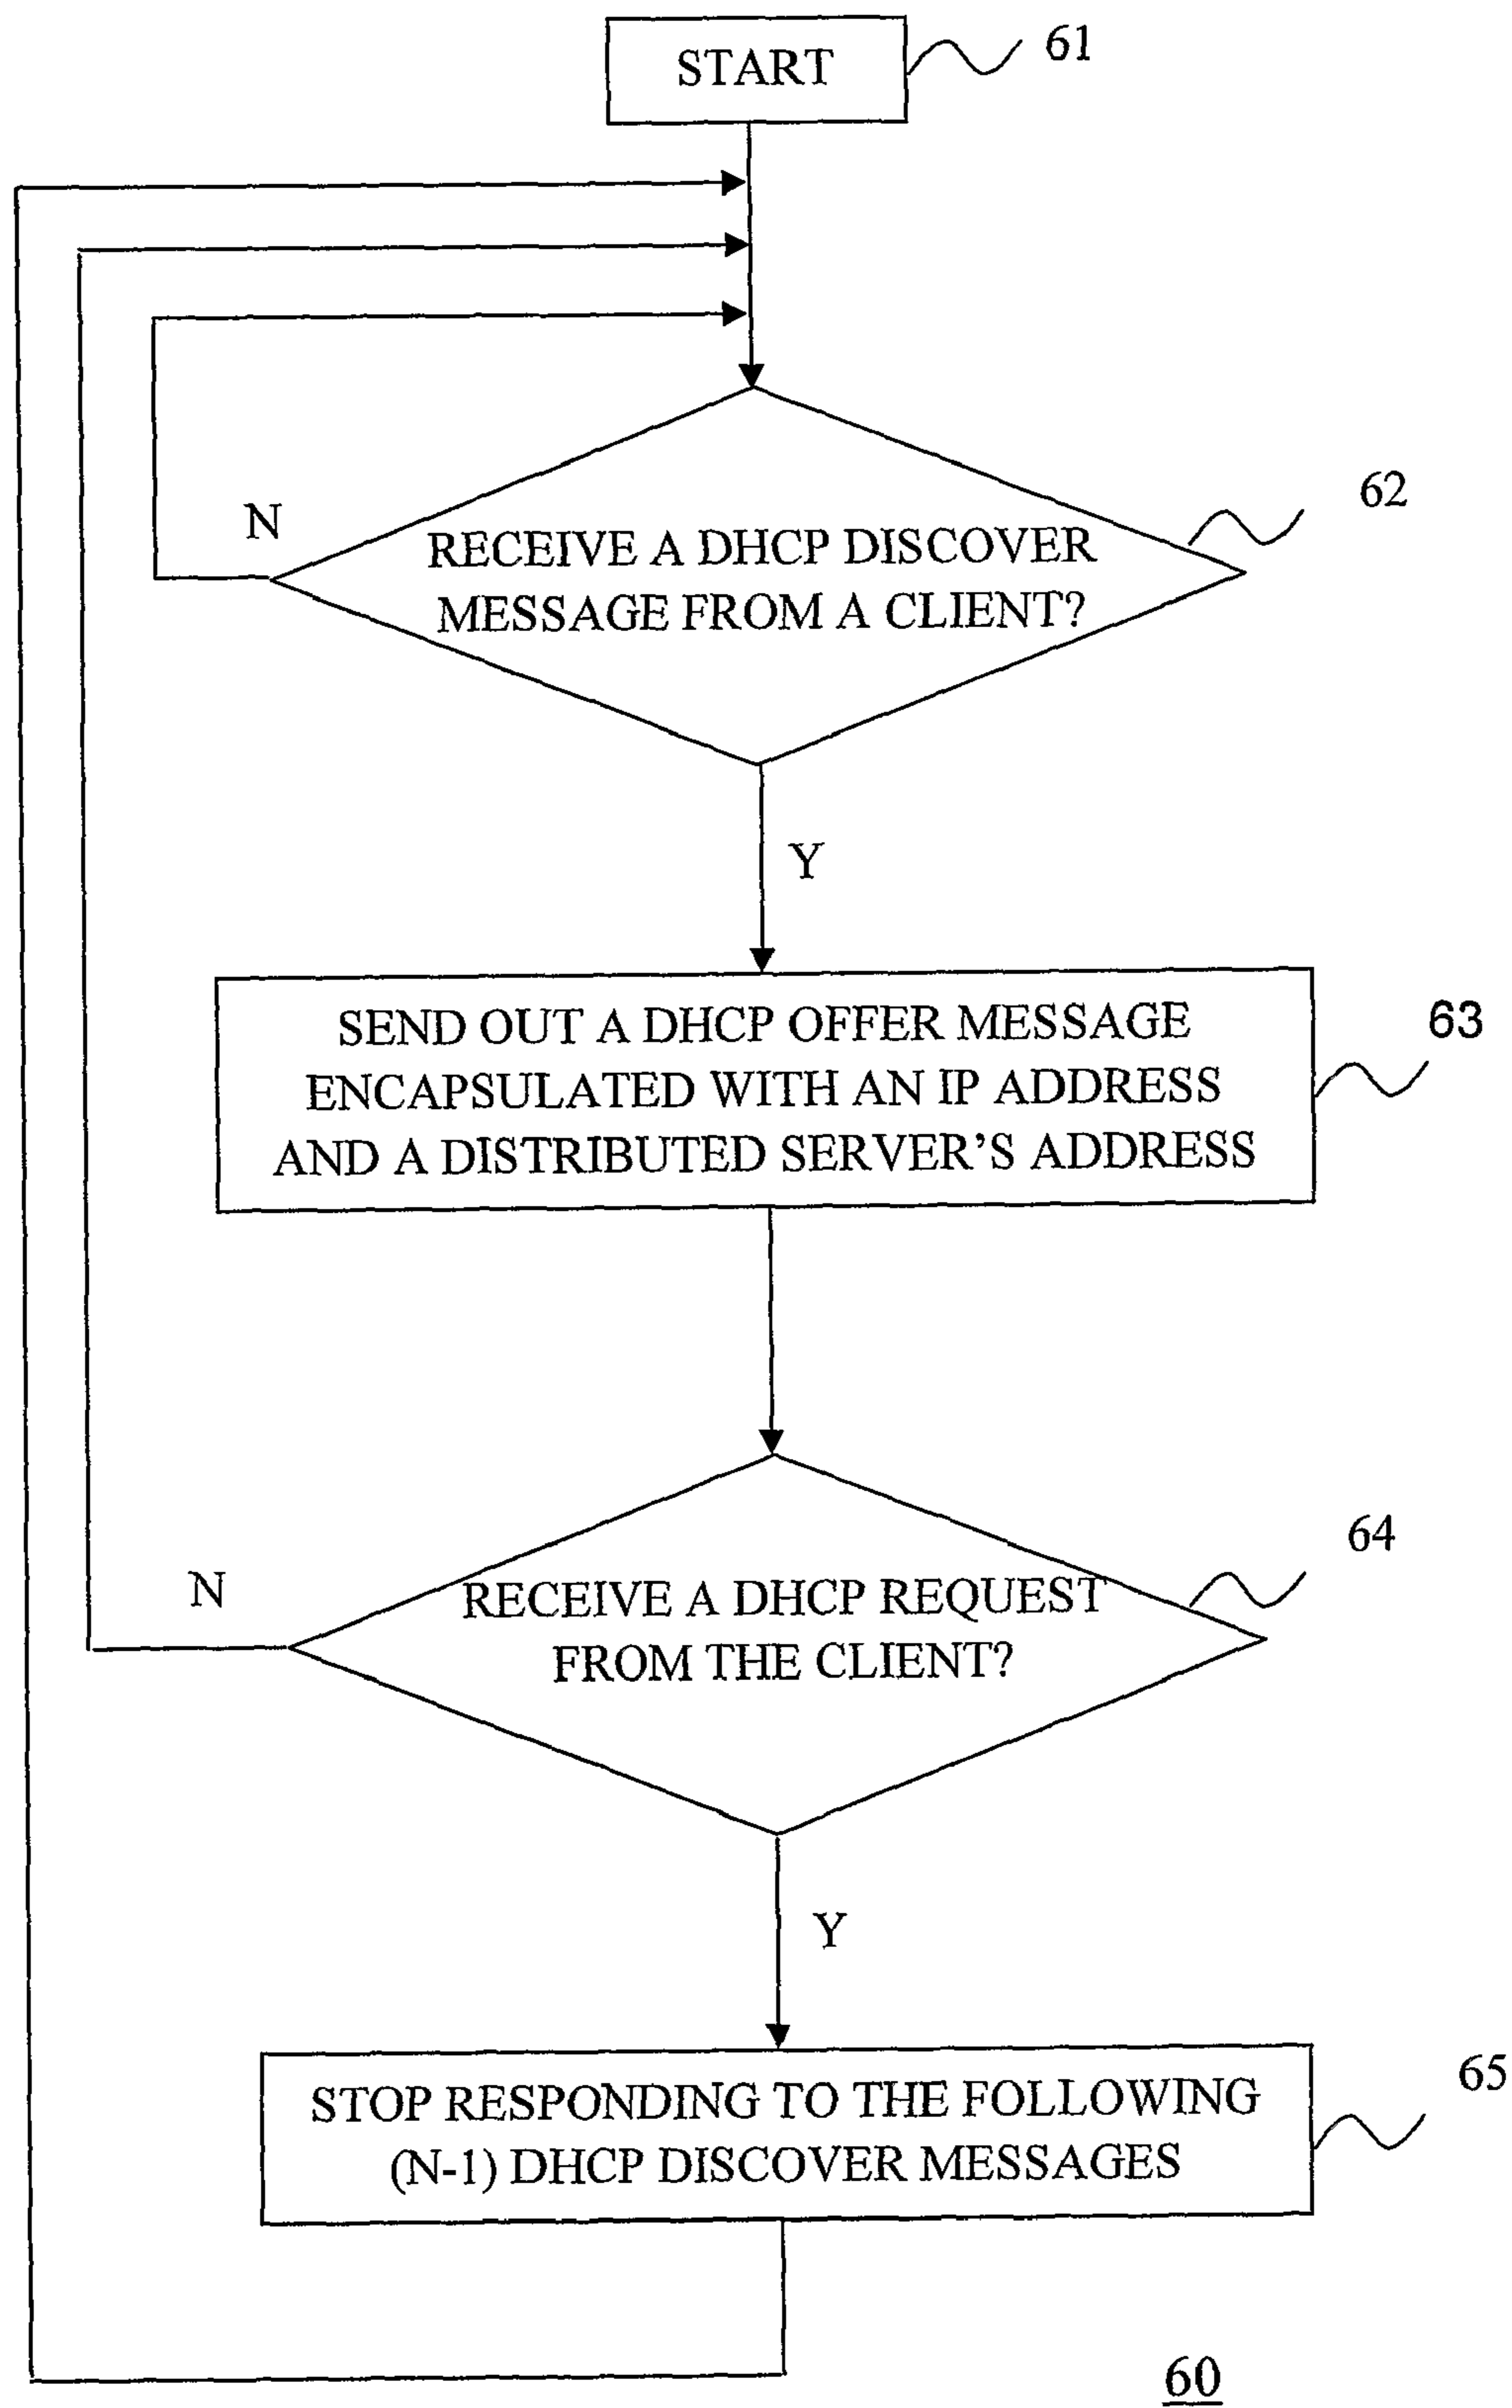 START
61
N
62
RECEIVE A DHCP DISCOVER
MESSAGE FROM A CLIENT?
Y
SEND OUT A DHCP OFFER MESSAGE
ENCAPSULATED WITH AN IP ADDRESS
AND A DISTRIBUTED SERVER'S ADDRESS
63
64
N
RECEIVE A DHCP REQUEST
FROM THE CLIENT?
Y
STOP RESPONDING TO THE FOLLOWING
(N-1) DHCP DISCOVER MESSAGES
65
60